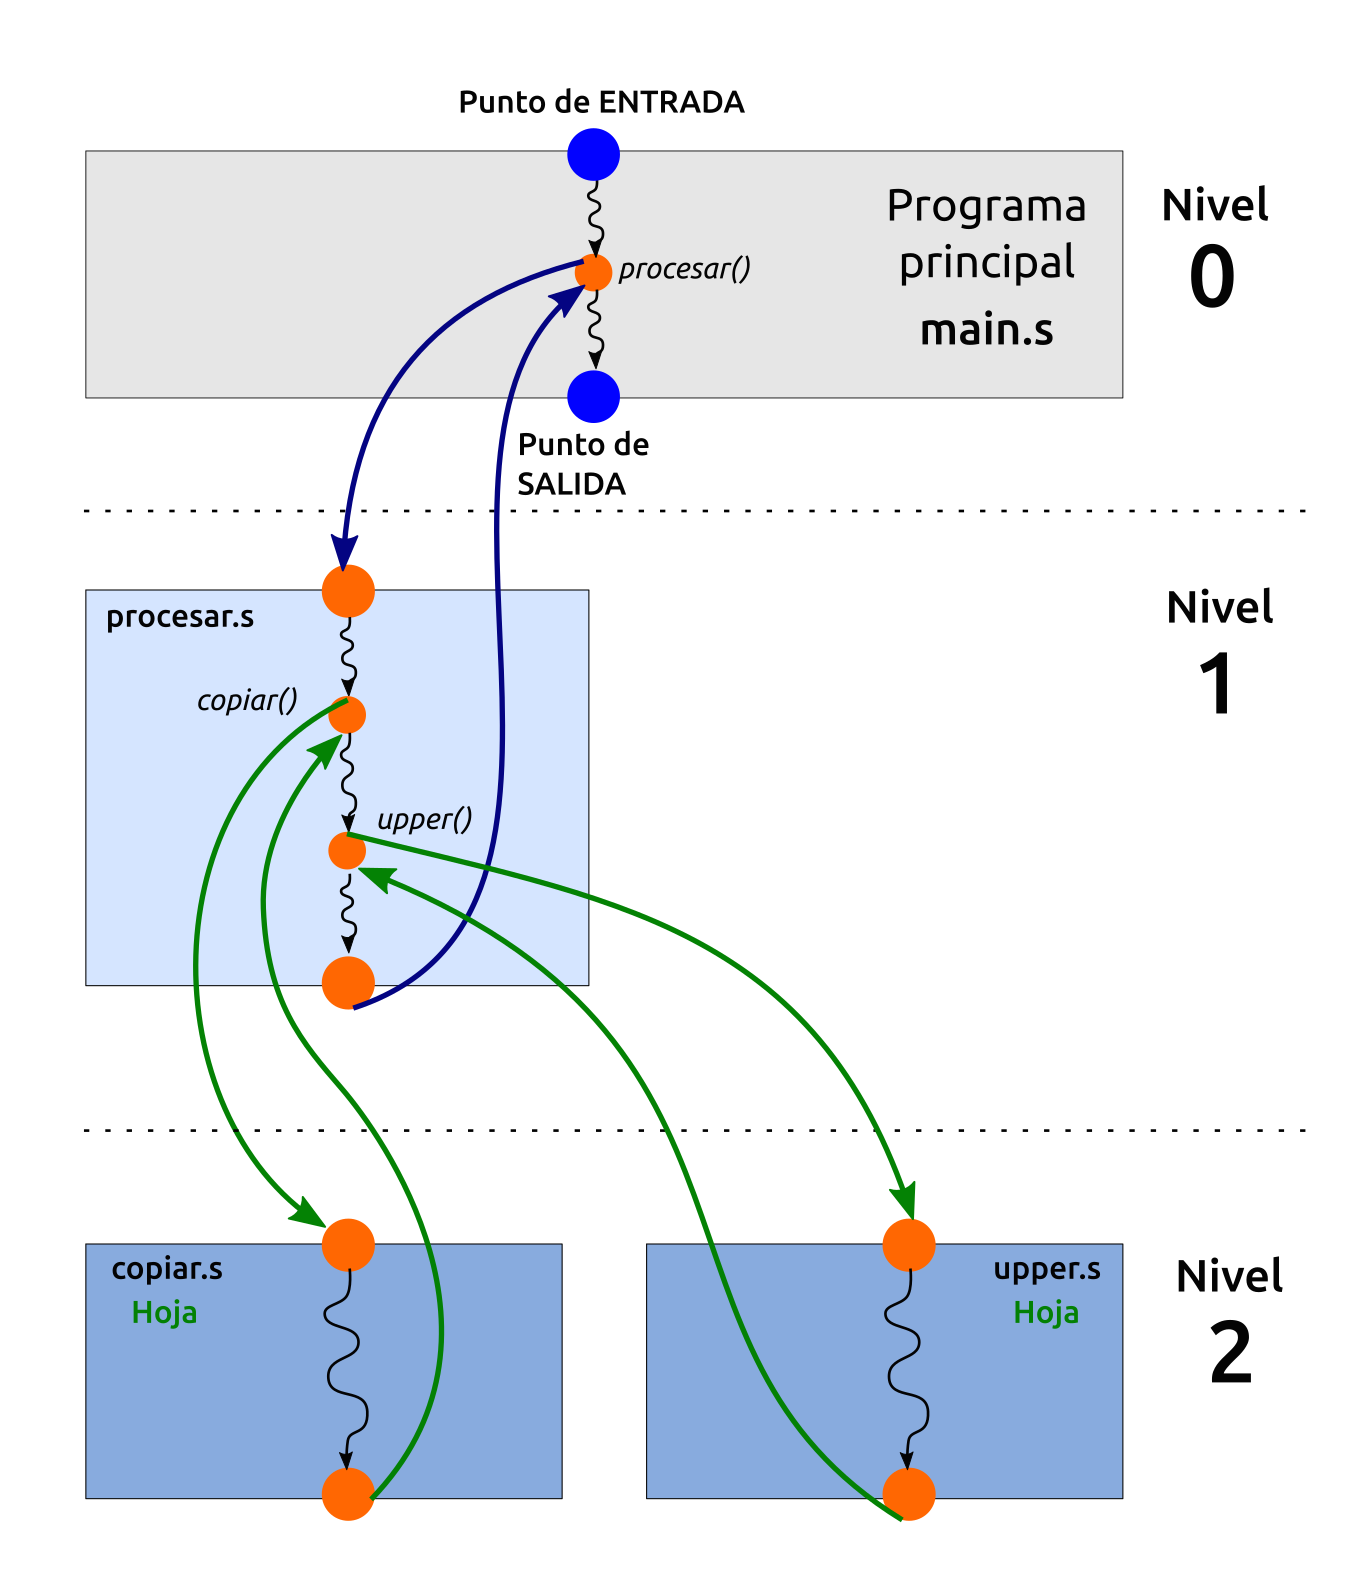 Punto de ENTRADA
Programa
principal
main.s
Nivel
0
procesar()
Punto de
SALIDA
procesar.s
Nivel
1
copiar()
upper()
copiar.s
Hoja
upper.s
Hoja
Nivel
2